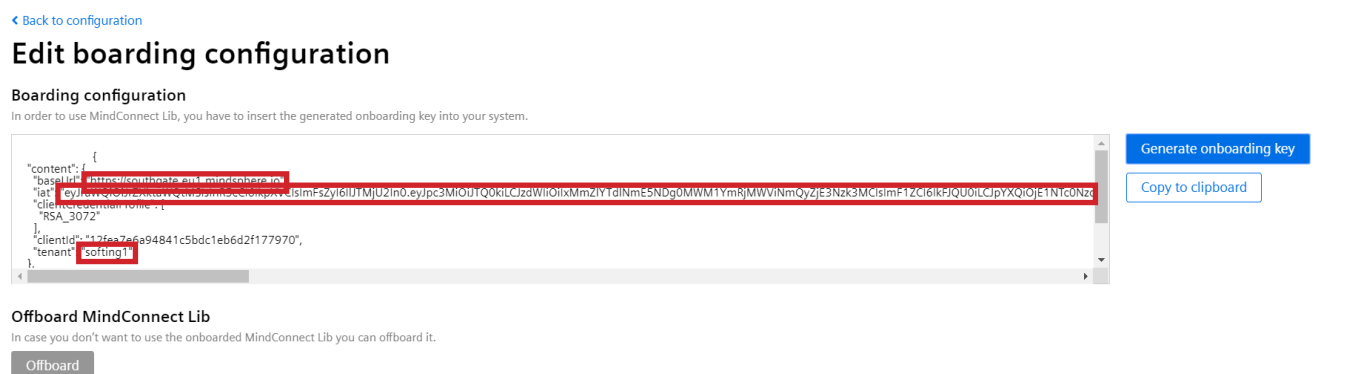 Back to configuration
Edit boarding configuration
Boarding configuration
In order to use MindConnect Lib, you have to insert the generated onboarding key into your system.
{
"content": {
"baseUrl": "https://southgate.eu1.mindsphere.io"
"iat":
"clientCredentialProfile": [
"RSA_3072"
],
"clientId": "12fea7e6a94841c5bdc1eb6d2f177970",
"tenant": "softing1"
},
Generate onboarding key
Copy to clipboard
Offboard MindConnect Lib
In case you don't want to use the onboarded MindConnect Lib you can offboard it.
Offboard